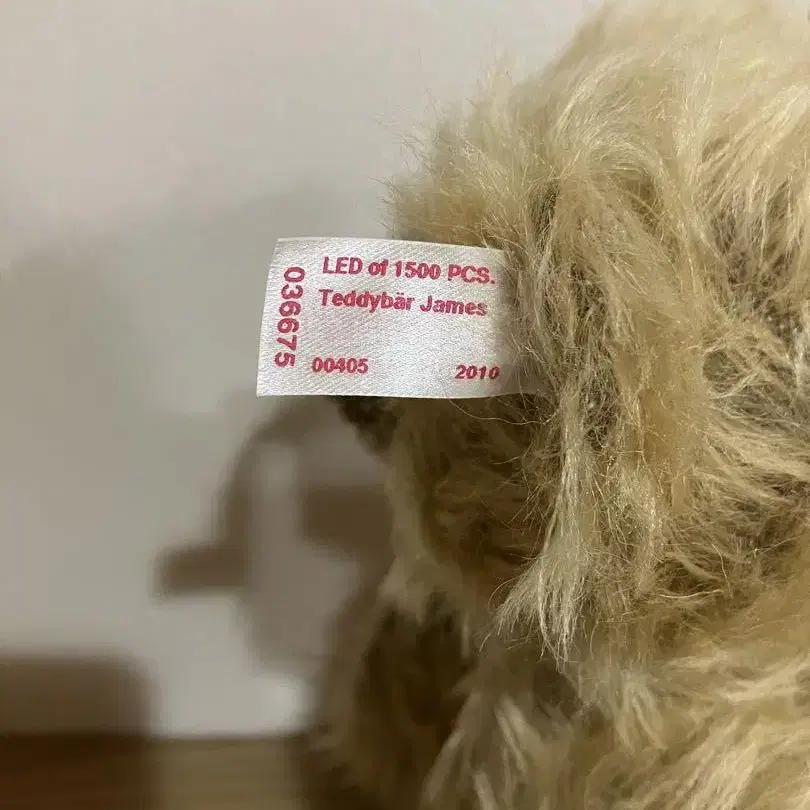 036675
LED of 1500 PCS.
Teddybär James
00405 2010